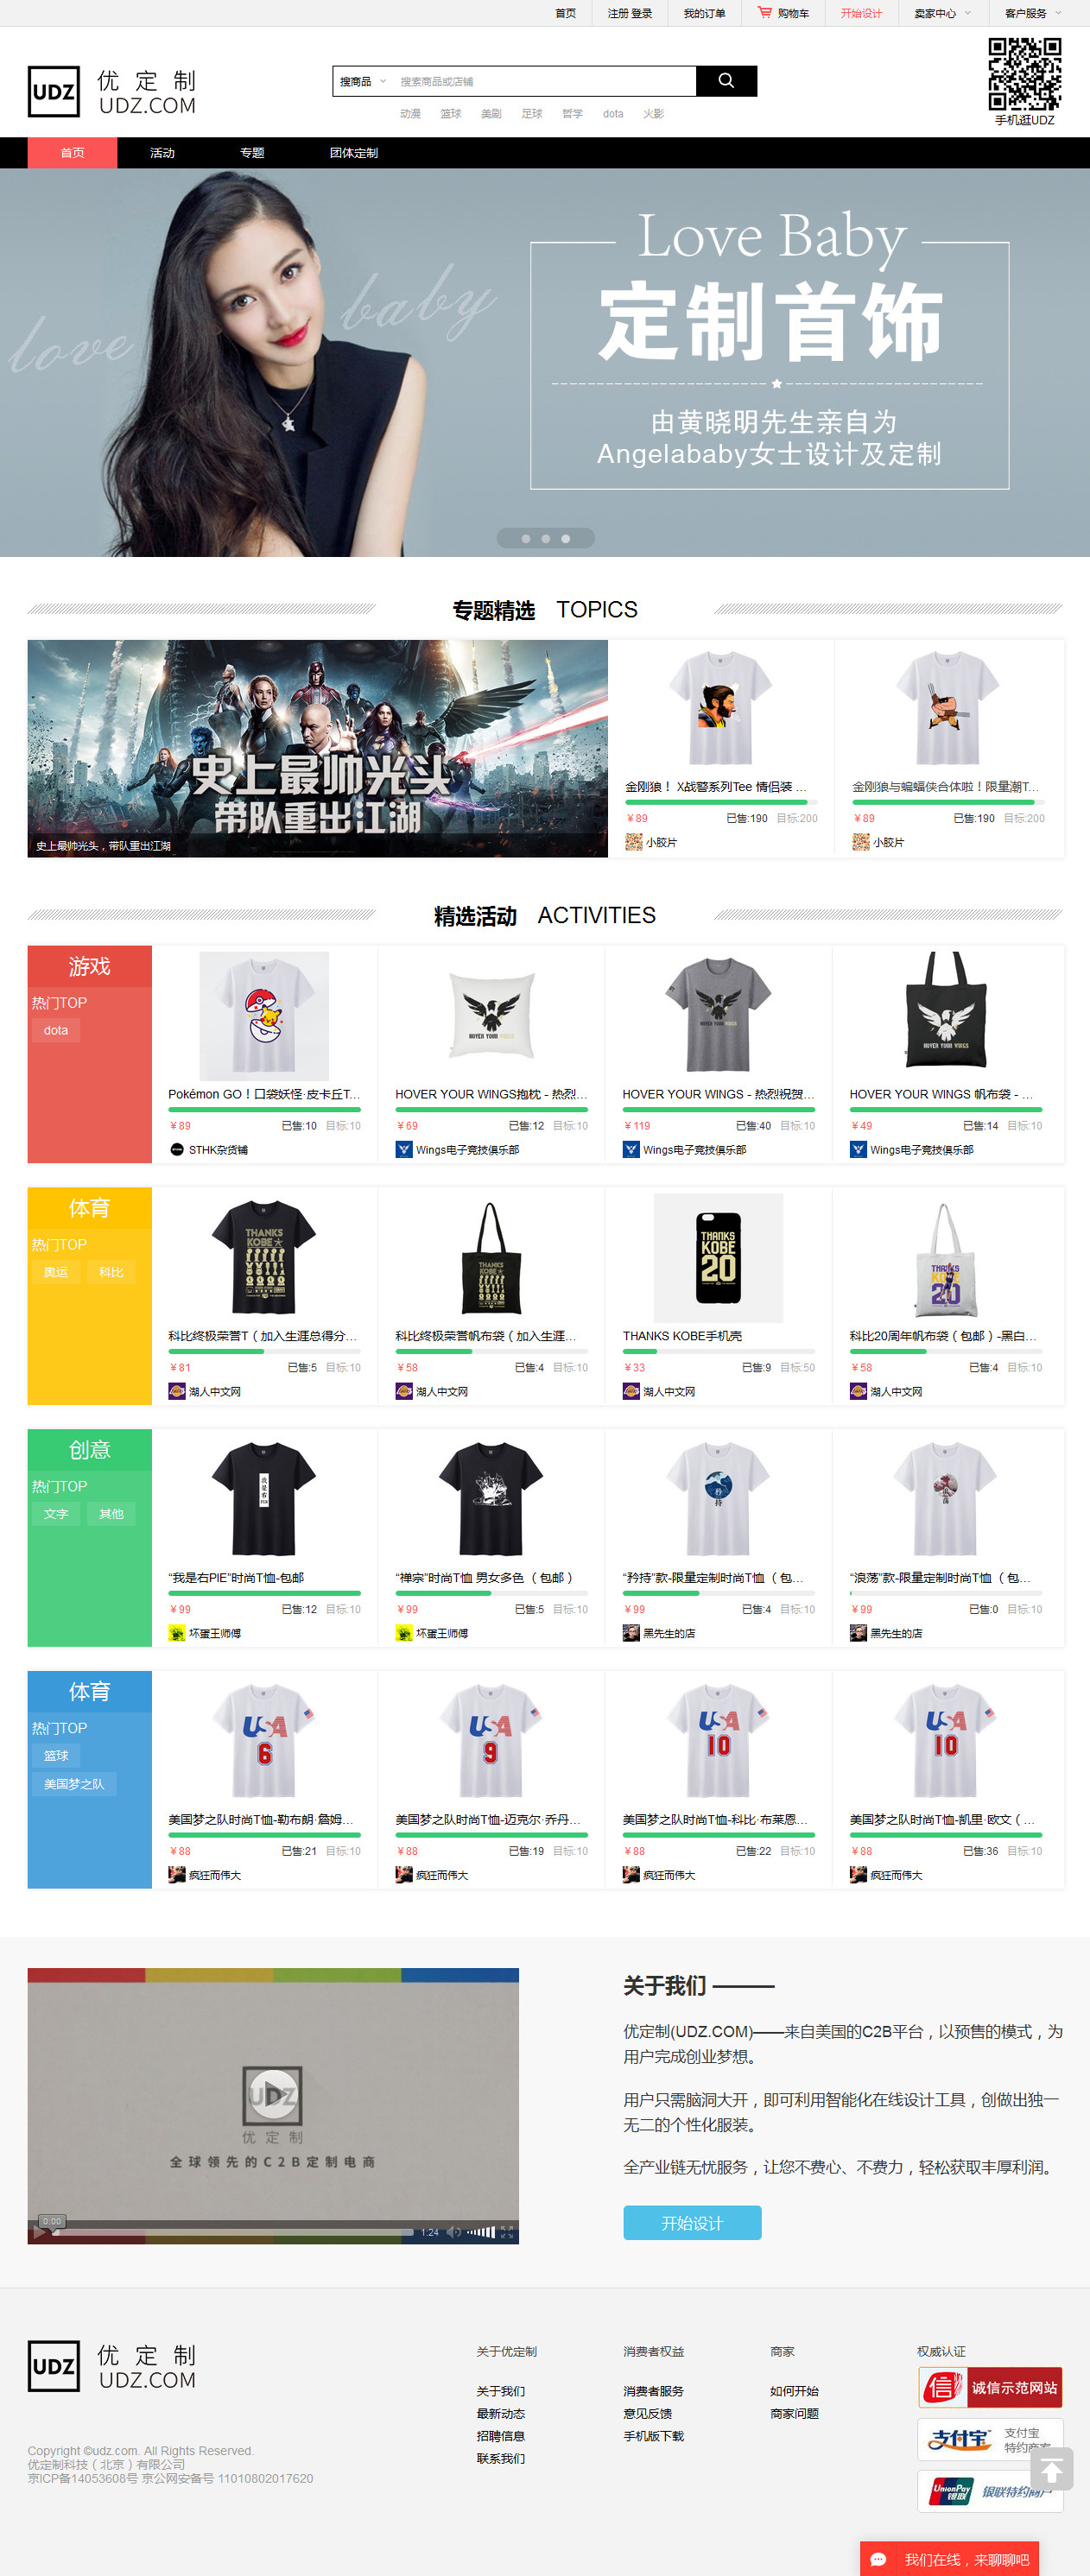 首页 注册 登录 我的订单 购物车 开始设计 卖家中心 客户服务
UDZ 优定制
UDZ.COM
搜商品 搜索商品或店铺
动漫 篮球 美剧 足球 哲学 dota 火影
手机逛UDZ
首页 活动 专题 团体定制
love baby
Love Baby
定制首饰
由黄晓明先生亲自为
Angelababy女士设计及定制
专题精选 TOPICS
史上最帅光头
带队重出江湖
史上最帅光头，带队重出江湖
金刚狼！ X战警系列Tee 情侣装 ...
¥89 已售:190 目标:200
小胶片
金刚狼与蝙蝠侠合体啦！限量潮T...
¥89 已售:190 目标:200
小胶片
精选活动 ACTIVITIES
游戏
热门TOP
dota
HOVER YOUR WINGS
HOVER YOUR WINGS
HOVER YOUR WINGS
Pokémon GO！口袋妖怪·皮卡丘T...
¥89 已售:10 目标:10
STHK杂货铺
HOVER YOUR WINGS抱枕 - 热烈...
¥69 已售:12 目标:10
Wings电子竞技俱乐部
HOVER YOUR WINGS - 热烈祝贺...
¥119 已售:40 目标:10
Wings电子竞技俱乐部
HOVER YOUR WINGS 帆布袋 - ...
¥49 已售:14 目标:10
Wings电子竞技俱乐部
体育
热门TOP
奥运 科比
THANKS
KOBE
THANKS
KOBE
THANKS
KOBE
20
THANKS
KOBE
20
科比终极荣誉T（加入生涯总得分...
¥81 已售:5 目标:10
湖人中文网
科比终极荣誉帆布袋（加入生涯...
¥58 已售:4 目标:10
湖人中文网
THANKS KOBE手机壳
¥33 已售:9 目标:50
湖人中文网
科比20周年帆布袋（包邮）-黑白...
¥58 已售:4 目标:10
湖人中文网
创意
热门TOP
文字 其他
我是右
矜持
浪荡
“我是右PIE”时尚T恤-包邮
¥99 已售:12 目标:10
坏蛋王师傅
“禅宗”时尚T恤 男女多色 （包邮）
¥99 已售:5 目标:10
坏蛋王师傅
“矜持”款-限量定制时尚T恤 （包...
¥99 已售:4 目标:10
黑先生的店
“浪荡”款-限量定制时尚T恤 （包...
¥99 已售:0 目标:10
黑先生的店
体育
热门TOP
篮球
美国梦之队
USA
6
USA
9
USA
10
USA
10
美国梦之队时尚T恤-勒布朗·詹姆...
¥88 已售:21 目标:10
疯狂而伟大
美国梦之队时尚T恤-迈克尔·乔丹...
¥88 已售:19 目标:10
疯狂而伟大
美国梦之队时尚T恤-科比·布莱恩...
¥88 已售:22 目标:10
疯狂而伟大
美国梦之队时尚T恤-凯里·欧文（...
¥88 已售:36 目标:10
疯狂而伟大
UDZ
优定制
全球领先的C2B定制电商
0:00 1:24
关于我们
优定制(UDZ.COM)——来自美国的C2B平台，以预售的模式，为
用户完成创业梦想。
用户只需脑洞大开，即可利用智能化在线设计工具，创做出独一
无二的个性化服装。
全产业链无忧服务，让您不费心、不费力，轻松获取丰厚利润。
开始设计
UDZ 优定制
UDZ.COM
Copyright ©udz.com. All Rights Reserved.
优定制科技（北京）有限公司
京ICP备14053608号 京公网安备号 11010802017620
关于优定制
关于我们
最新动态
招聘信息
联系我们
消费者权益
消费者服务
意见反馈
手机版下载
商家
如何开始
商家问题
权威认证
信 诚信示范网站
支付宝 支付宝
特约商家
UnionPay
银联 银联特约商户
我们在线，来聊聊吧